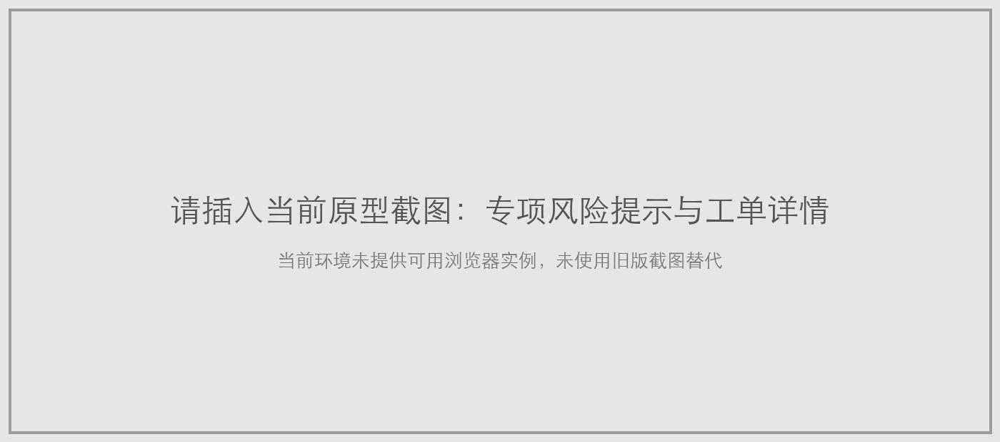 请插入当前原型截图：专项风险提示与工单详情
当前环境未提供可用浏览器实例，未使用旧版截图替代